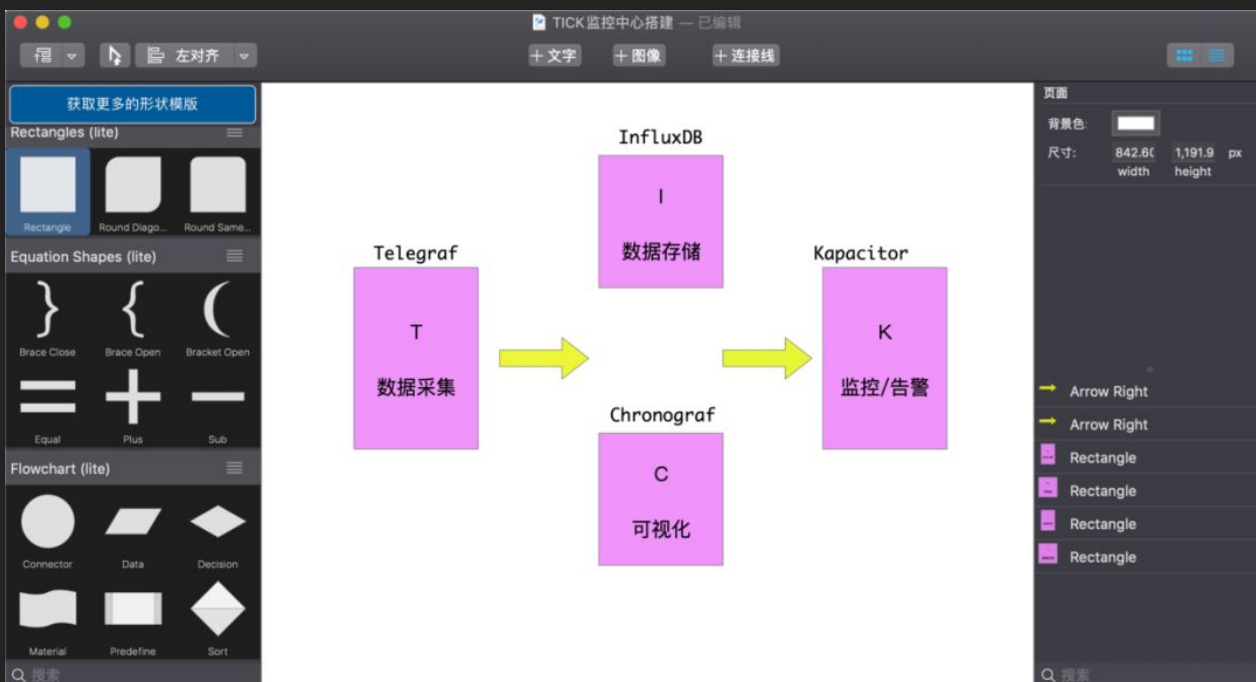 TICK监控中心搭建 — 已编辑
左对齐
+文字
+图像
+连接线
获取更多的形状模版
Rectangles (lite)
Rectangle
Round Diago...
Round Same...
Equation Shapes (lite)
Brace Close
Brace Open
Bracket Open
Equal
Plus
Sub
Flowchart (lite)
Connector
Data
Decision
Material
Predefine
Sort
搜索
InfluxDB
I
数据存储
Telegraf
T
数据采集
Kapacitor
K
监控/告警
Chronograf
C
可视化
页面
背景色:
尺寸:
842.60
1,191.9
px
width
height
Arrow Right
Arrow Right
Rectangle
Rectangle
Rectangle
Rectangle
搜索